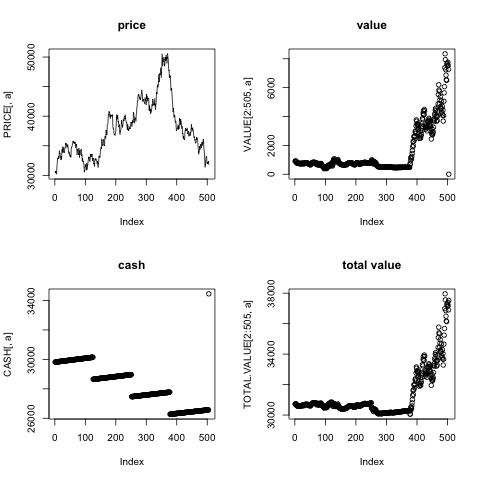 price
PRICE[, a]
30000 40000 50000
0 100 200 300 400 500
Index
value
VALUE[2:505, a]
0 2000 6000
0 100 200 300 400 500
Index
cash
CASH[, a]
26000 30000 34000
0 100 200 300 400 500
Index
total value
TOTAL.VALUE[2:505, a]
30000 34000 38000
0 100 200 300 400 500
Index